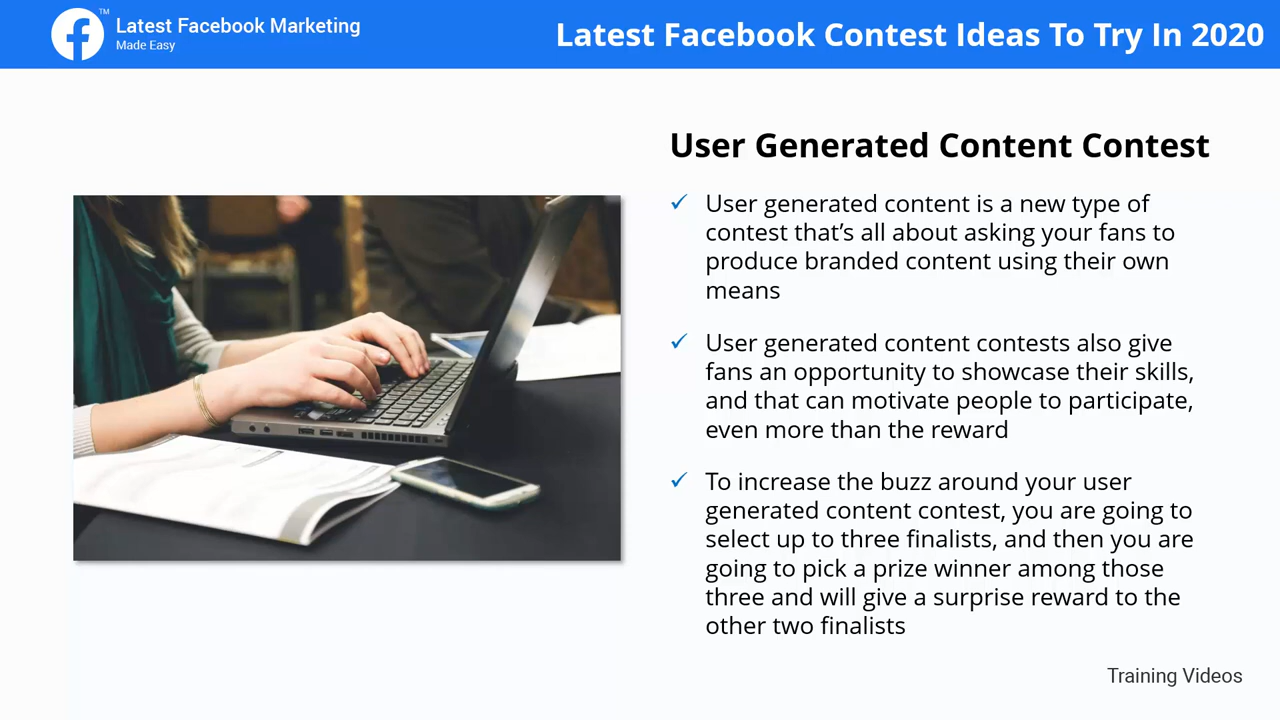 TM
Latest Facebook Marketing
Made Easy
Latest Facebook Contest Ideas To Try In 2020
User Generated Content Contest
✓ User generated content is a new type of
contest that’s all about asking your fans to
produce branded content using their own
means
✓ User generated content contests also give
fans an opportunity to showcase their skills,
and that can motivate people to participate,
even more than the reward
✓ To increase the buzz around your user
generated content contest, you are going to
select up to three finalists, and then you are
going to pick a prize winner among those
three and will give a surprise reward to the
other two finalists
Training Videos